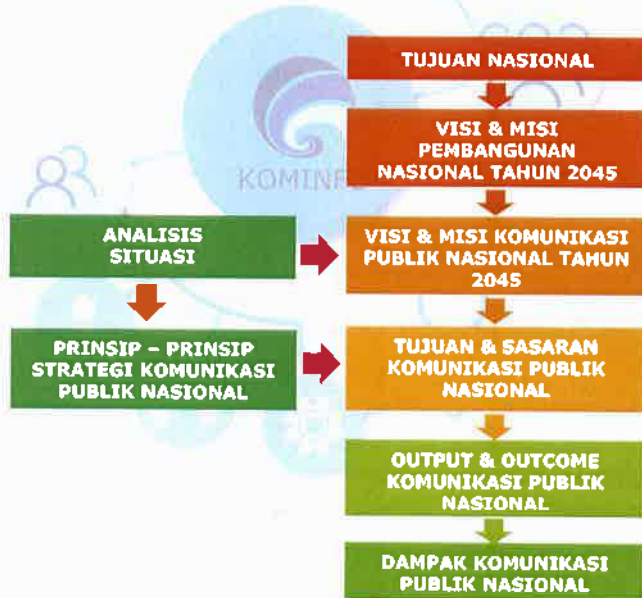 TUJUAN NASIONAL
VISI & MISI
PEMBANGUNAN
NASIONAL TAHUN 2045
KOMINF
ANALISIS
SITUASI
VISI & MISI KOMUNIKASI
PUBLIK NASIONAL TAHUN
2045
PRINSIP – PRINSIP
STRATEGI KOMUNIKASI
PUBLIK NASIONAL
TUJUAN & SASARAN
KOMUNIKASI PUBLIK
NASIONAL
OUTPUT & OUTCOME
KOMUNIKASI PUBLIK
NASIONAL
DAMPAK KOMUNIKASI
PUBLIK NASIONAL